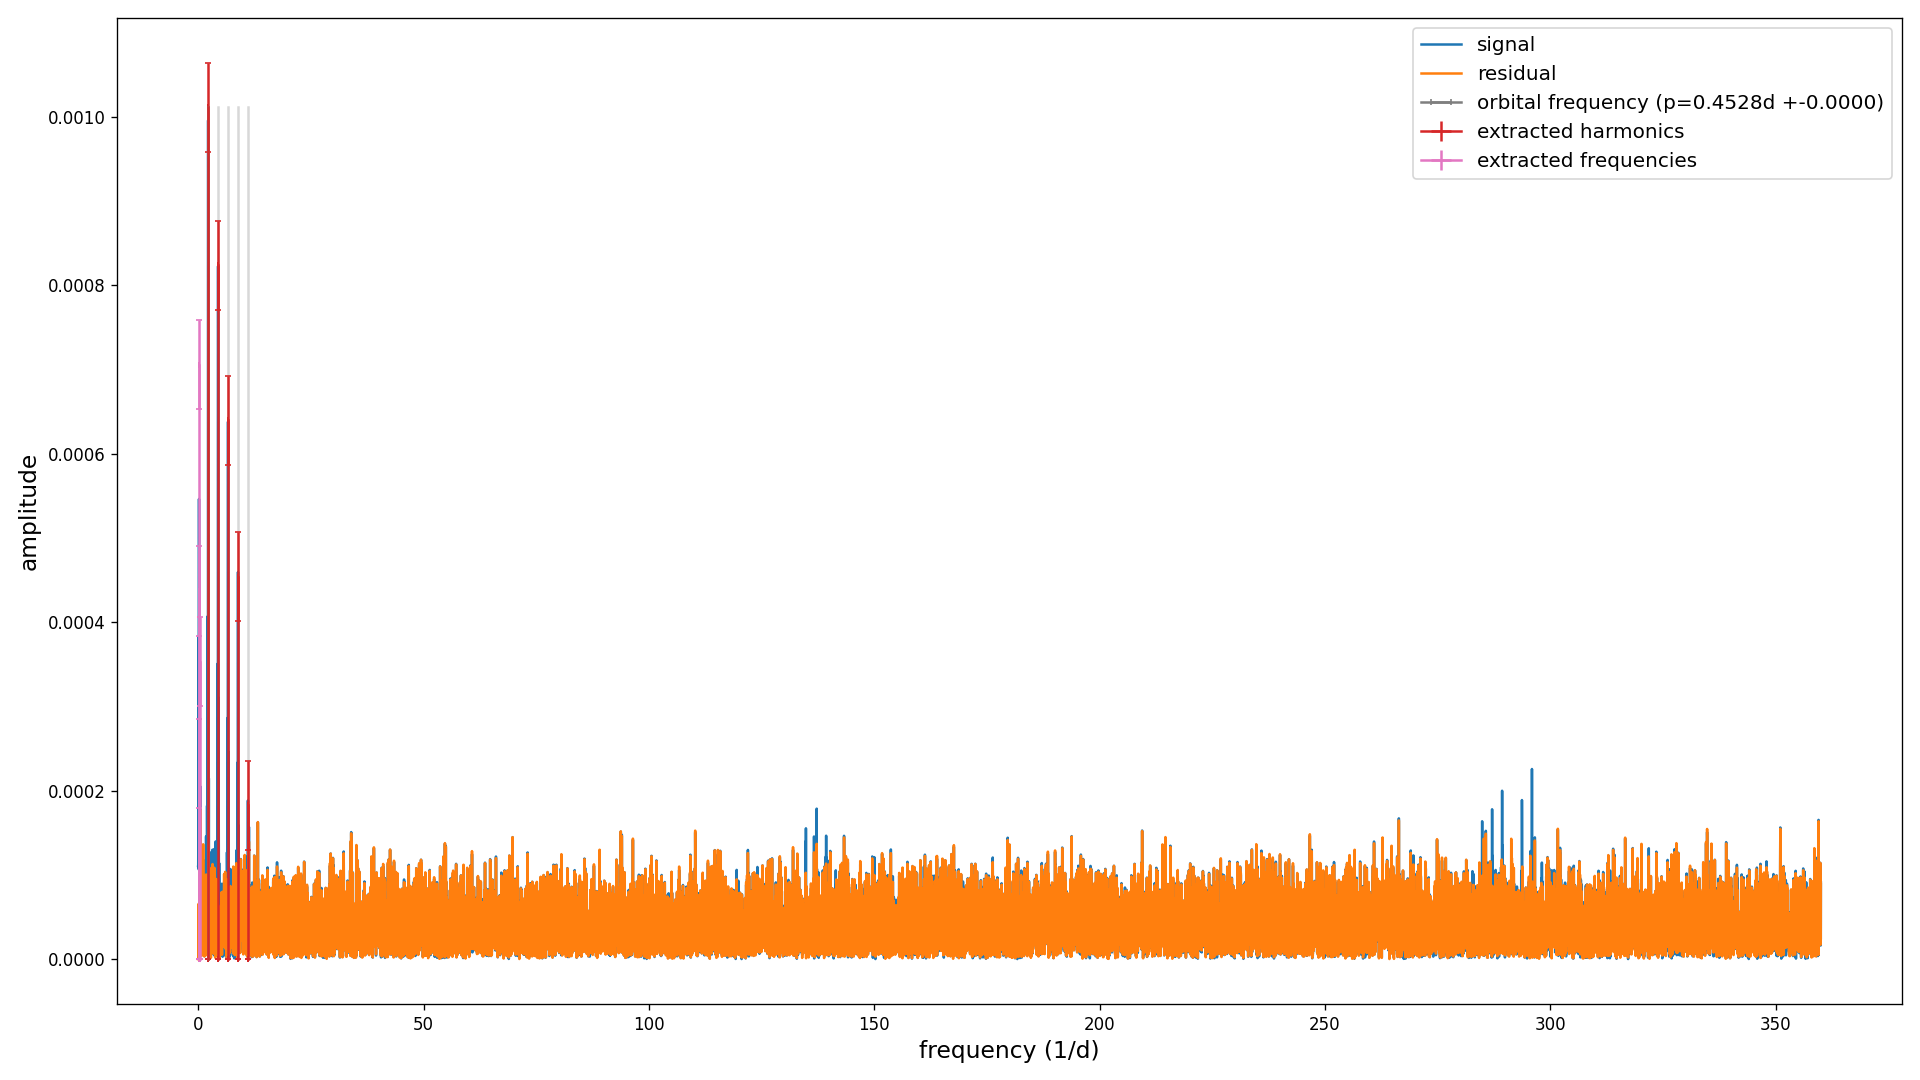 signal
residual
orbital frequency (p=0.4528d +-0.0000)
extracted harmonics
extracted frequencies
0.0010
0.0008
0.0006
0.0004
0.0002
0.0000
amplitude
0 50 100 150 200 250 300 350
frequency (1/d)